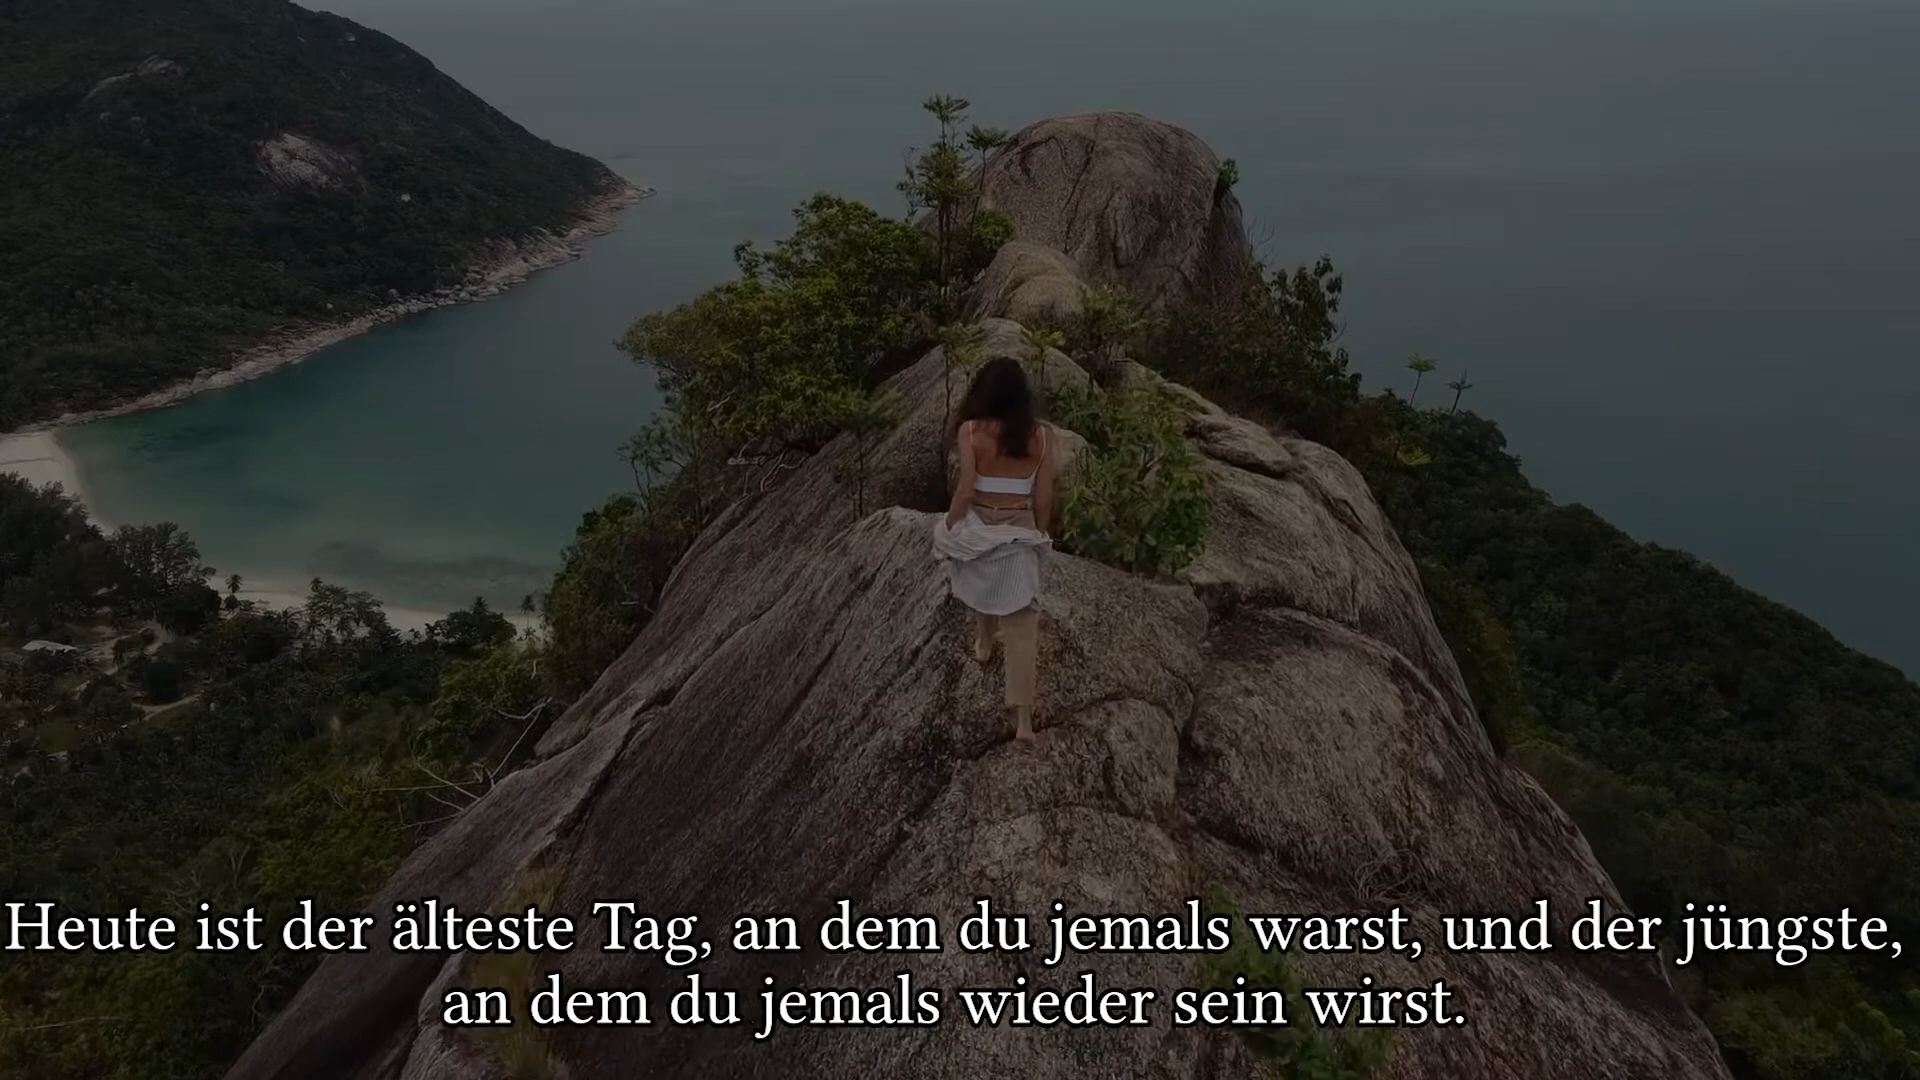 Heute ist der älteste Tag, an dem du jemals warst, und der jüngste,
an dem du jemals wieder sein wirst.